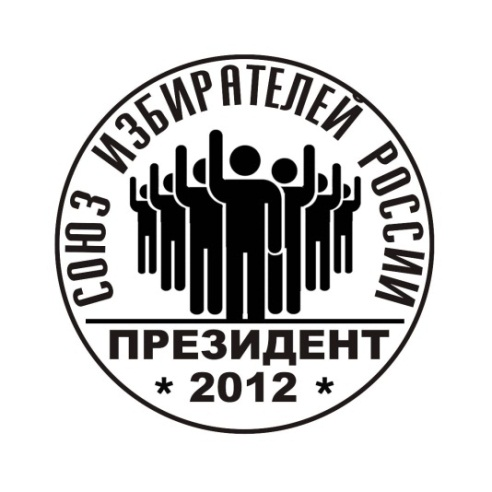 СОЮЗ ИЗБИРАТЕЛЕЙ РОССИИ
ПРЕЗИДЕНТ
* 2012 *